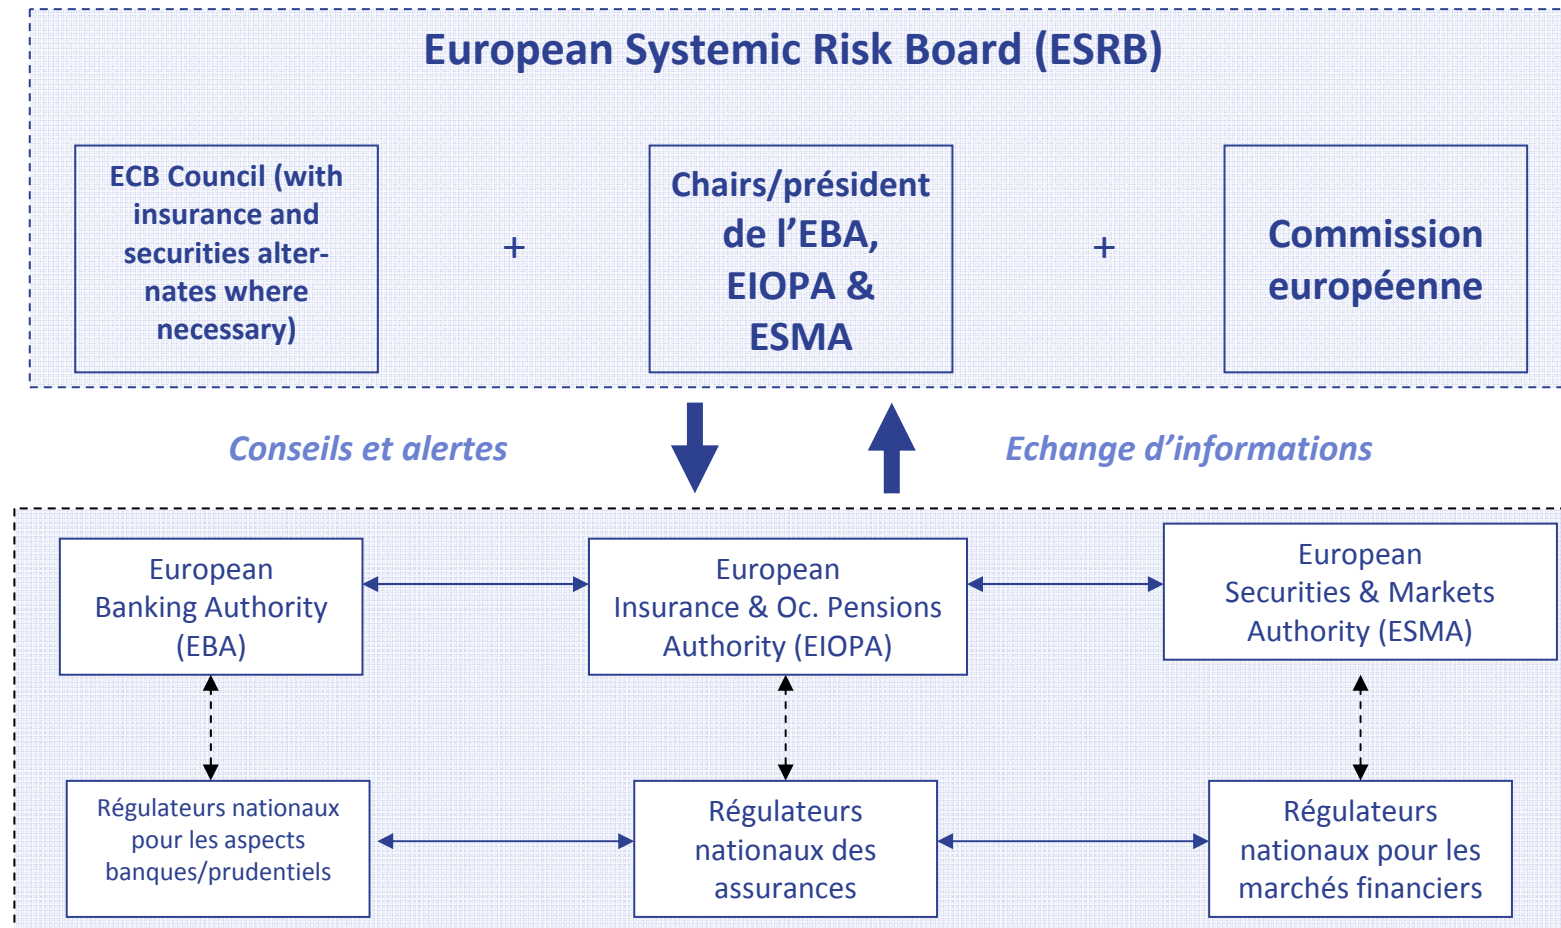 European Systemic Risk Board (ESRB)
ECB Council (with
insurance and
securities alter-
nates where
necessary)
+
Chairs/président
de l’EBA,
EIOPA &
ESMA
+
Commission
européenne
Conseils et alertes
Echange d’informations
European
Banking Authority
(EBA)
European
Insurance & Oc. Pensions
Authority (EIOPA)
European
Securities & Markets
Authority (ESMA)
Régulateurs nationaux
pour les aspects
banques/prudentiels
Régulateurs
nationaux des
assurances
Régulateurs
nationaux pour les
marchés financiers